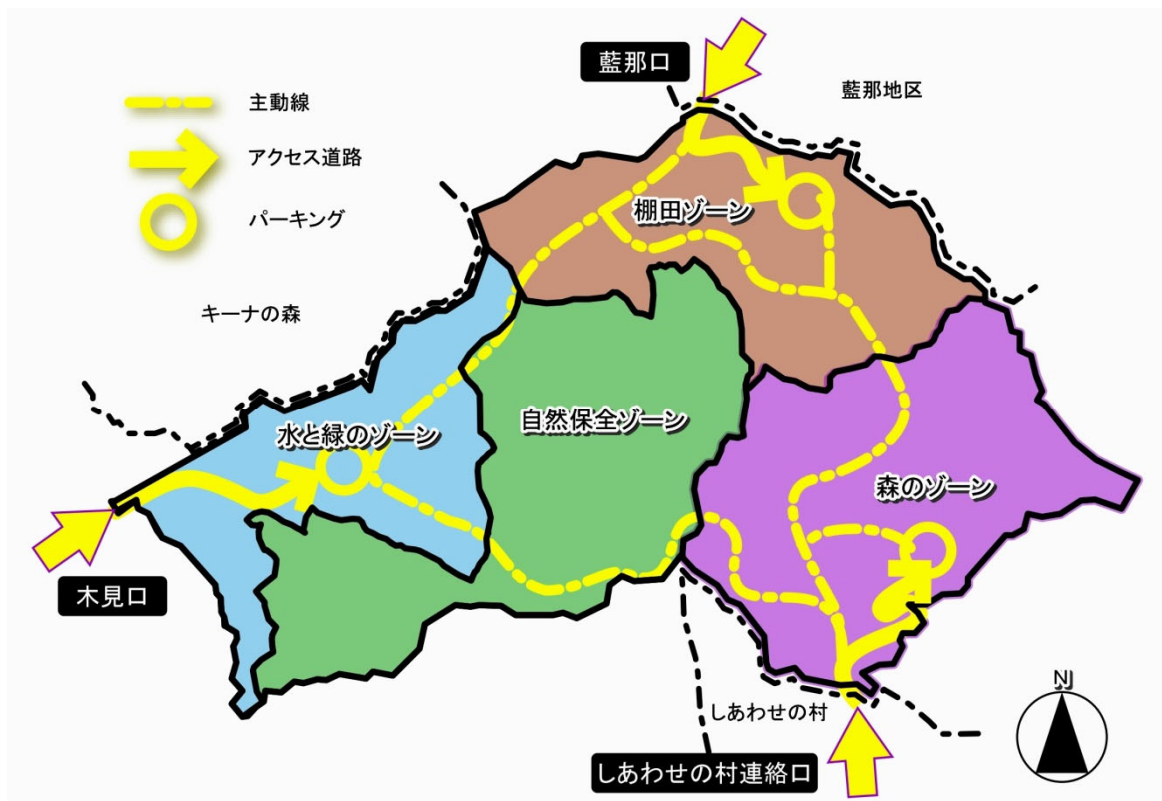 藍那口
藍那地区
主動線
アクセス道路
パーキング
棚田ゾーン
キーナの森
水と緑のゾーン
自然保全ゾーン
森のゾーン
木見口
しあわせの村
しあわせの村連絡口
N